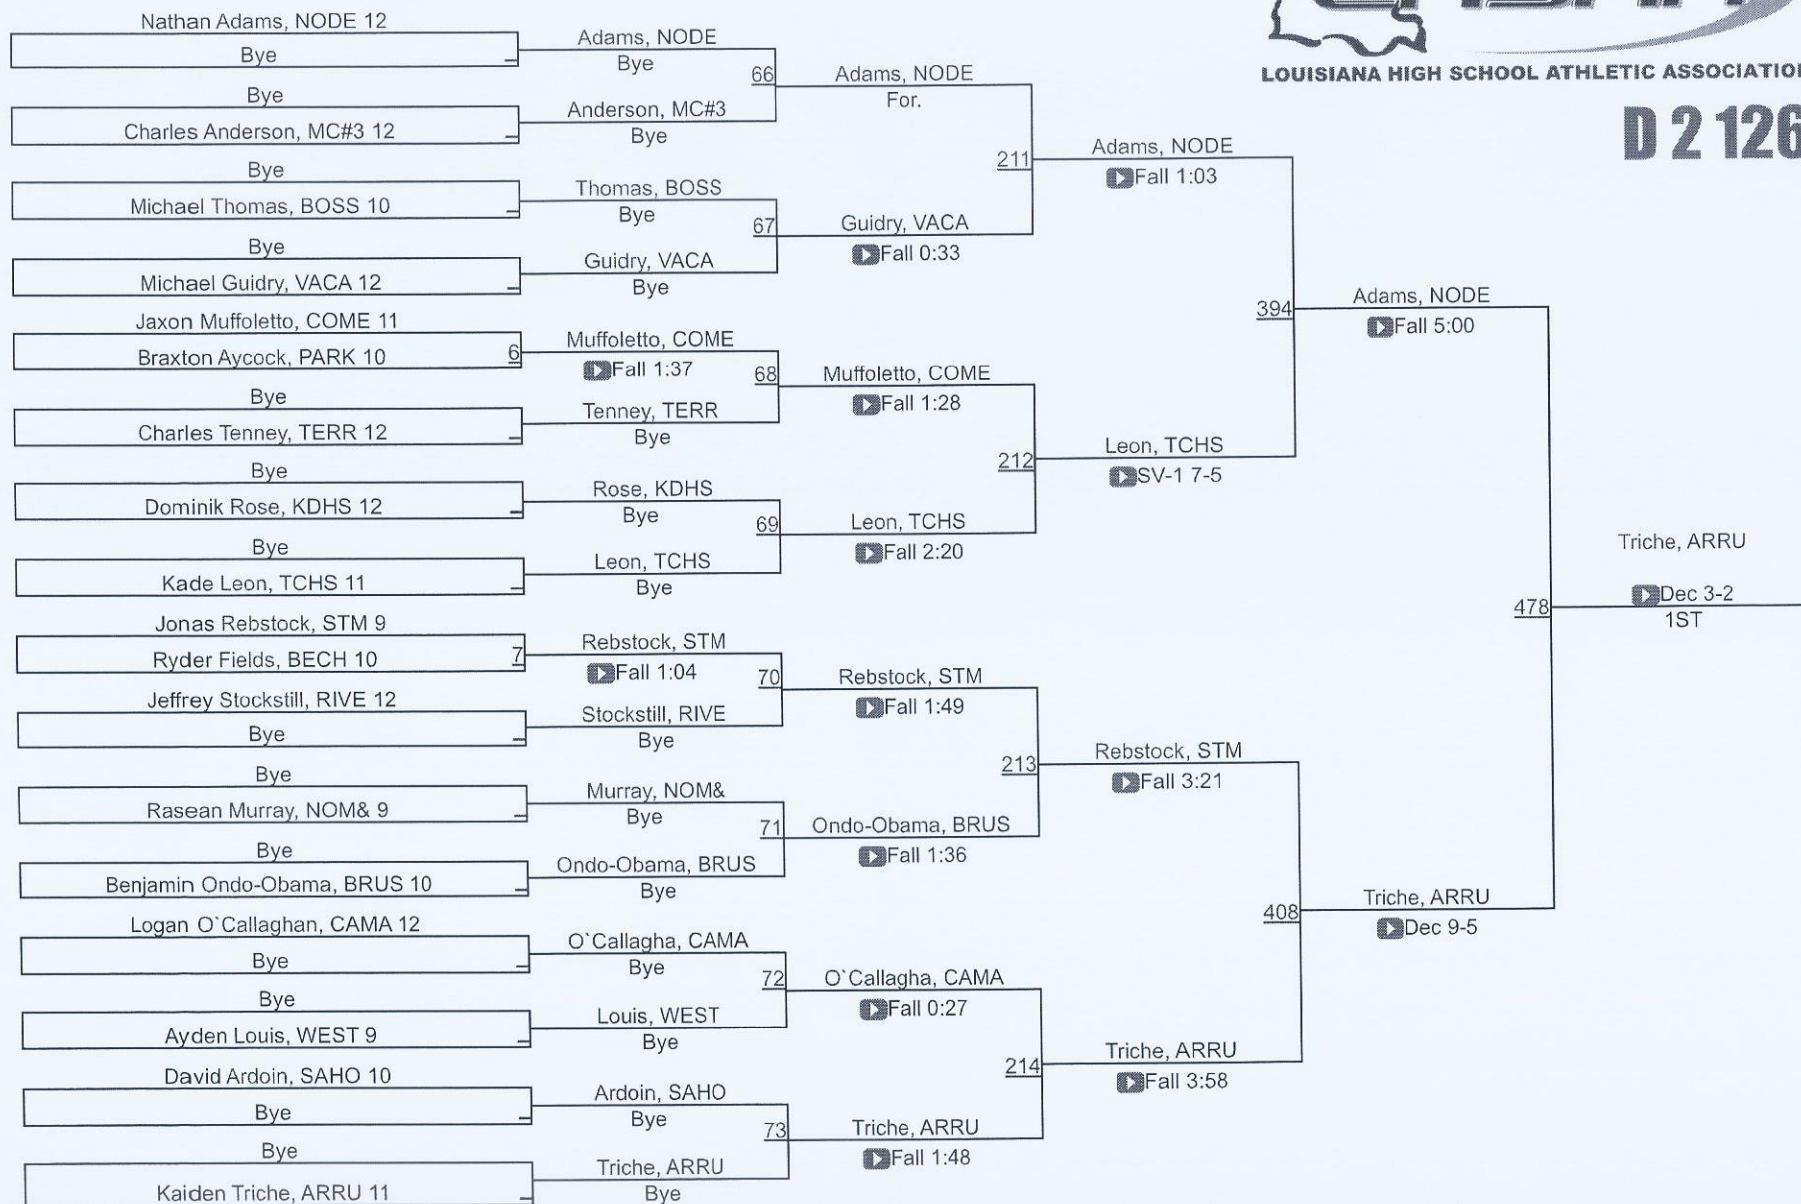 LOUISIANA HIGH SCHOOL ATHLETIC ASSOCIATION
D 2 126
Nathan Adams, NODE 12
Bye
Bye
Charles Anderson, MC#3 12
Bye
Michael Thomas, BOSS 10
Bye
Michael Guidry, VACA 12
Jaxon Muffoletto, COME 11
Braxton Aycock, PARK 10
6
Bye
Charles Tenney, TERR 12
Bye
Dominik Rose, KDHS 12
Bye
Kade Leon, TCHS 11
Jonas Rebstock, STM 9
Ryder Fields, BECH 10
7
Jeffrey Stockstill, RIVE 12
Bye
Bye
Rasean Murray, NOM& 9
Bye
Benjamin Ondo-Obama, BRUS 10
Logan O`Callaghan, CAMA 12
Bye
Bye
Ayden Louis, WEST 9
David Ardoin, SAHO 10
Bye
Bye
Kaiden Triche, ARRU 11
Adams, NODE
Bye
66
Anderson, MC#3
Bye
Thomas, BOSS
Bye
67
Guidry, VACA
Bye
Muffoletto, COME
Fall 1:37
68
Tenney, TERR
Bye
Rose, KDHS
Bye
69
Leon, TCHS
Bye
Rebstock, STM
Fall 1:04
70
Stockstill, RIVE
Bye
Murray, NOM&
Bye
71
Ondo-Obama, BRUS
Bye
O`Callagha, CAMA
Bye
72
Louis, WEST
Bye
Ardoin, SAHO
Bye
73
Triche, ARRU
Bye
Adams, NODE
For.
211
Guidry, VACA
Fall 0:33
Muffoletto, COME
Fall 1:28
212
Leon, TCHS
Fall 2:20
Rebstock, STM
Fall 1:49
213
Ondo-Obama, BRUS
Fall 1:36
O`Callagha, CAMA
Fall 0:27
214
Triche, ARRU
Fall 1:48
Adams, NODE
Fall 1:03
394
Leon, TCHS
SV-1 7-5
Rebstock, STM
Fall 3:21
408
Triche, ARRU
Fall 3:58
Adams, NODE
Fall 5:00
478
Triche, ARRU
Dec 9-5
Triche, ARRU
Dec 3-2
1ST